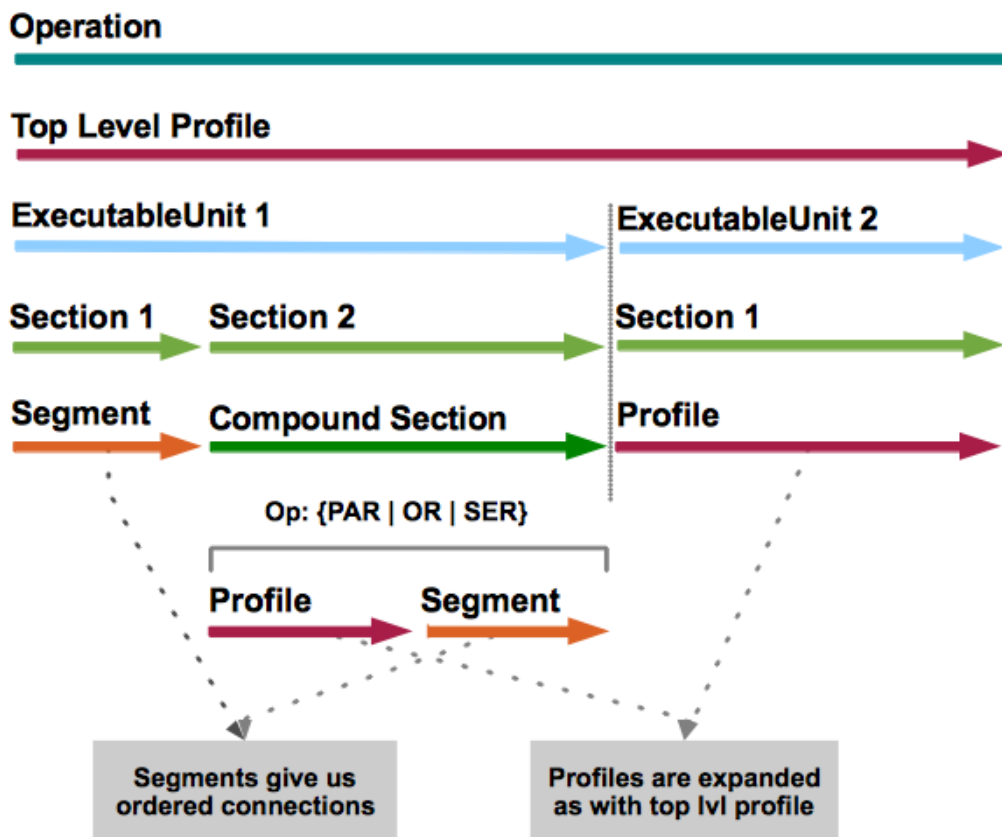 Operation
Top Level Profile
ExecutableUnit 1
ExecutableUnit 2
Section 1
Section 2
Section 1
Segment
Compound Section
Profile
Op: {PAR | OR | SER}
Profile
Segment
Segments give us
ordered connections
Profiles are expanded
as with top lvl profile